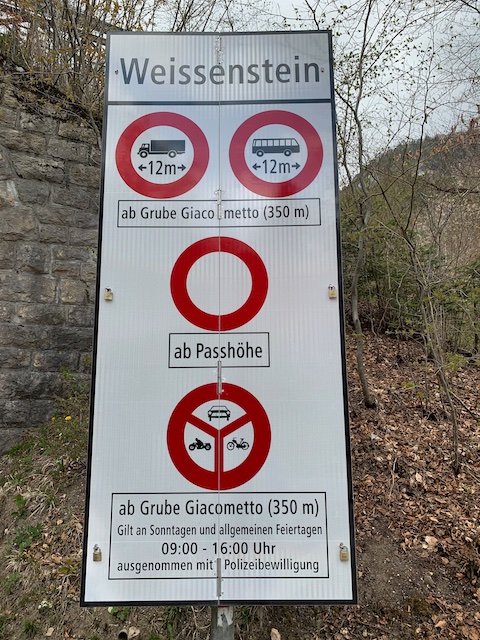 Weissenstein
12m 12m
ab Grube Giacometto (350 m)
ab Passhöhe
ab Grube Giacometto (350 m)
Gilt an Sonntagen und allgemeinen Feiertagen
09:00 - 16:00 Uhr
ausgenommen mit Polizeibewilligung